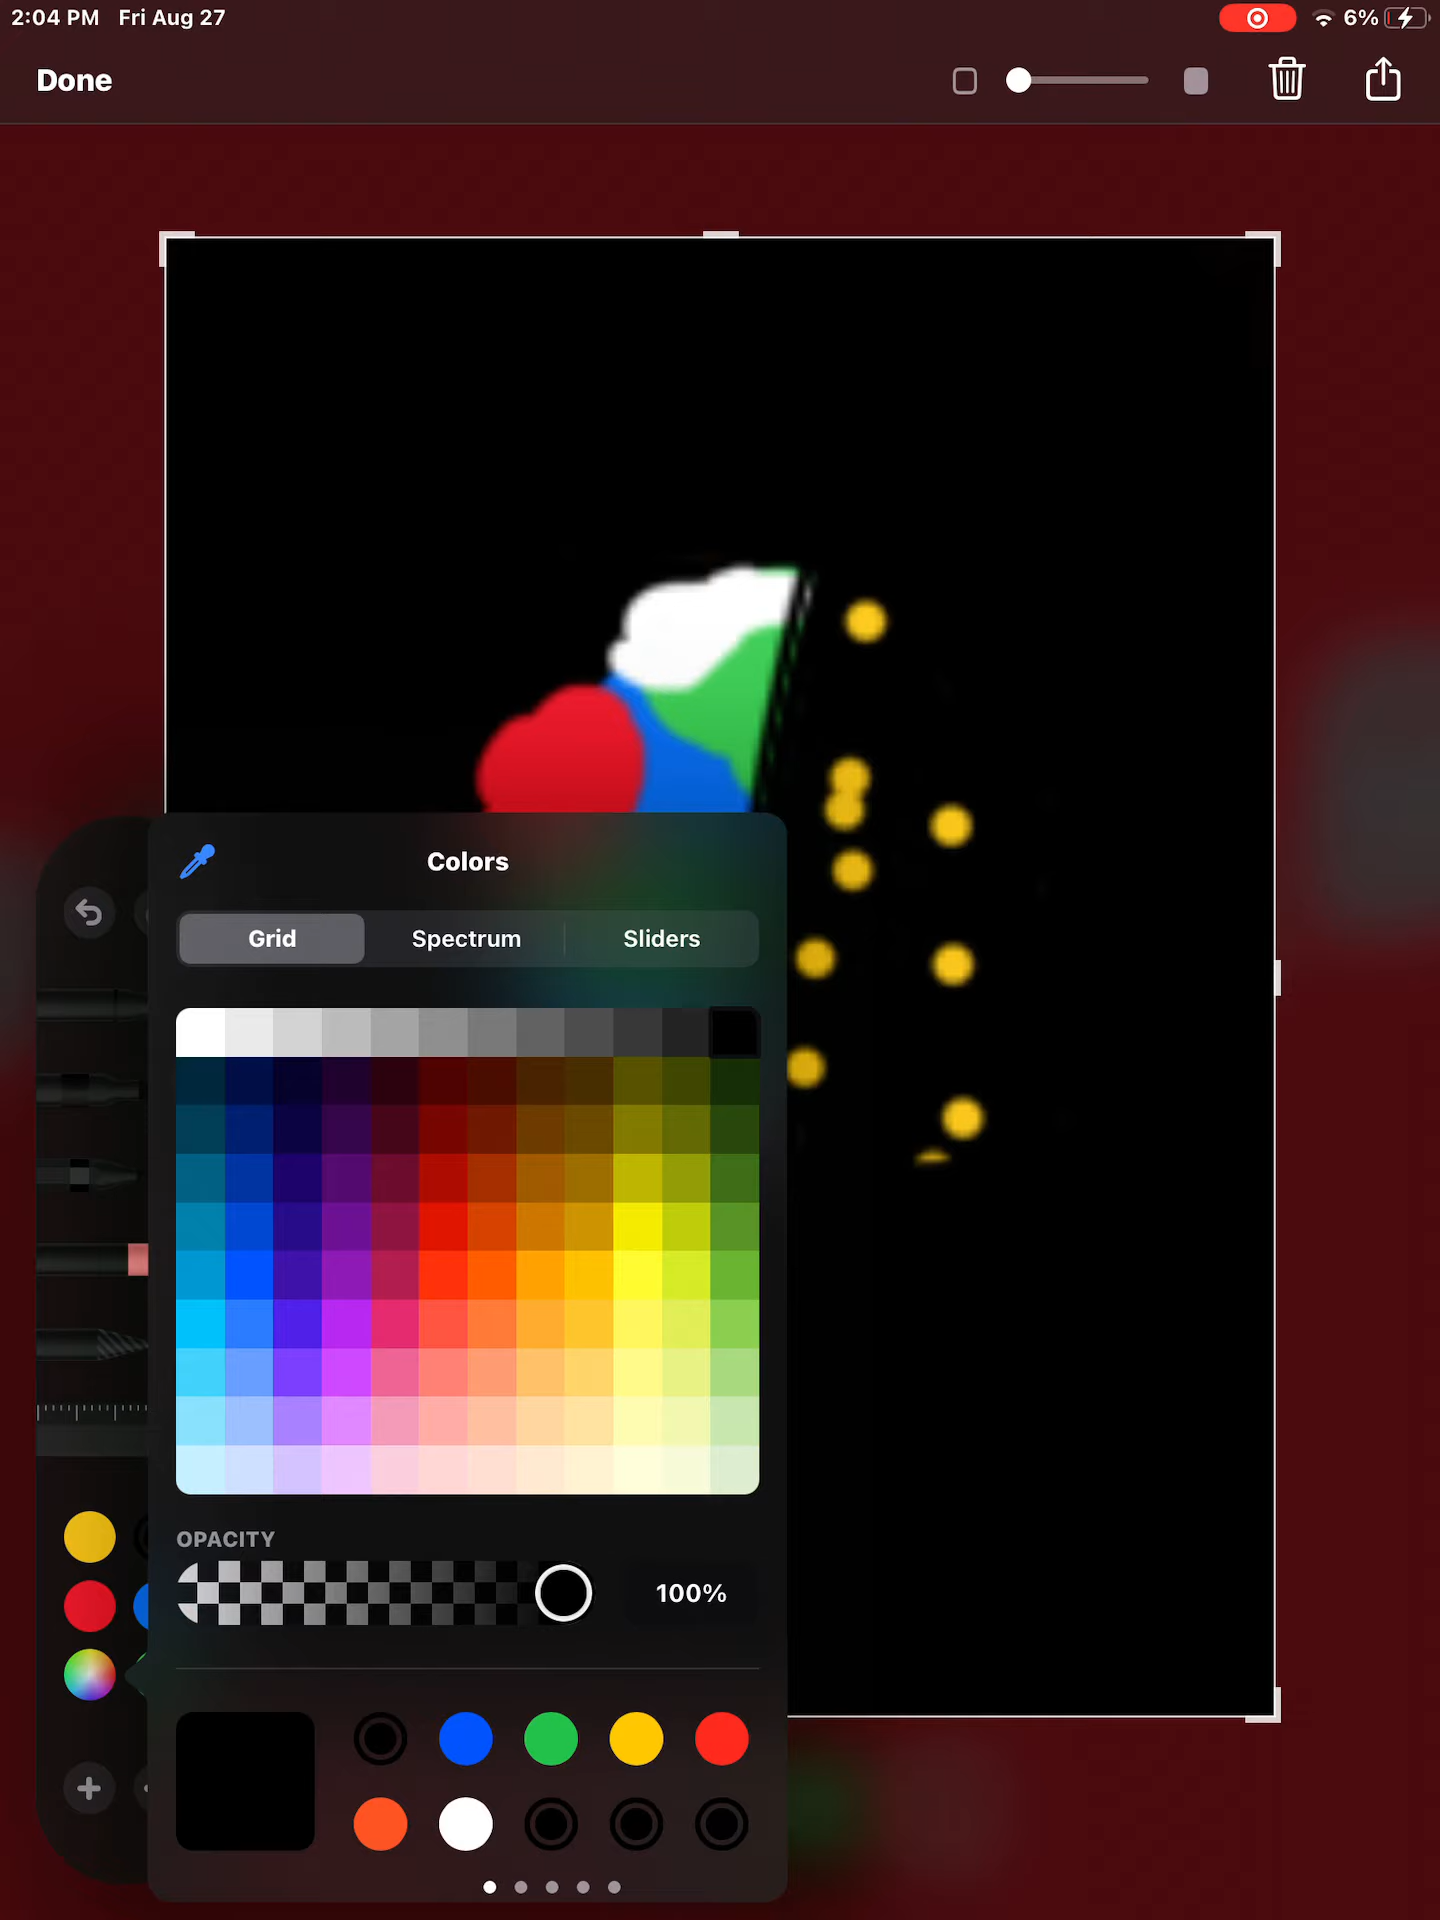 2:04 PM Fri Aug 27
6%
Done
Colors
Grid Spectrum Sliders
OPACITY
100%